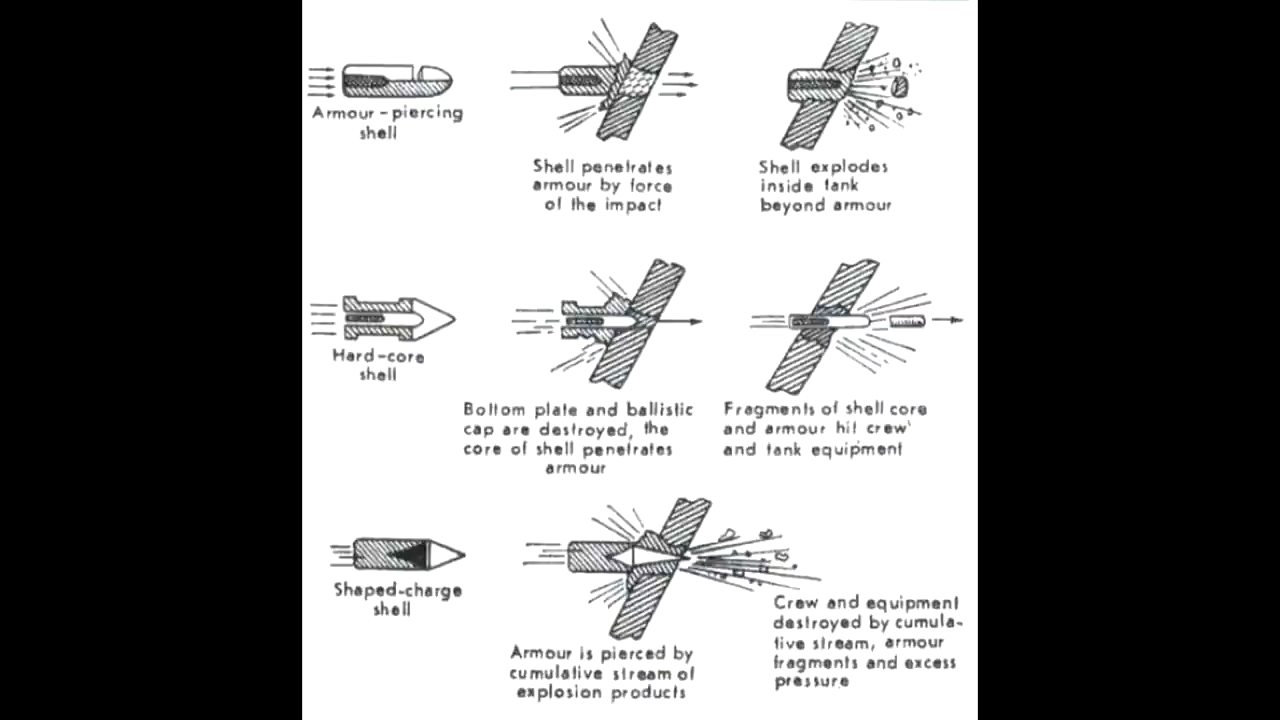 Armour-piercing
shell
Shell penetrates
armour by force
of the impact
Shell explodes
inside tank
beyond armour
Hard-core
shell
Bottom plate and ballistic
cap are destroyed, the
core of shell penetrates
armour
Fragments of shell core
and armour hit crew
and tank equipment
Shaped-charge
shell
Armour is pierced by
cumulative stream of
explosion products
Crew and equipment
destroyed by cumula-
tive stream, armour
fragments and excess
pressure